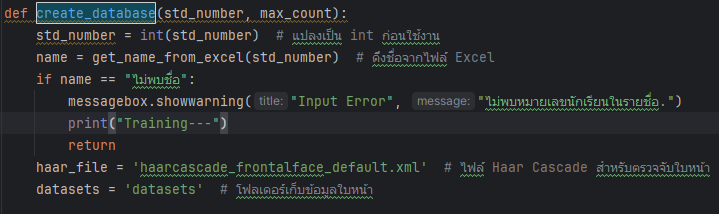 def create_database(std_number, max_count):
    std_number = int(std_number)  # แปลงเป็น int ก่อนใช้งาน
    name = get_name_from_excel(std_number)  # ดึงชื่อจากไฟล์ Excel
    if name == "ไม่พบชื่อ":
        messagebox.showwarning( title: "Input Error",  message: "ไม่พบหมายเลขนักเรียนในรายชื่อ.")
        print("Training---")
        return
    haar_file = 'haarcascade_frontalface_default.xml'  # ไฟล์ Haar Cascade สำหรับตรวจจับใบหน้า
    datasets = 'datasets'  # โฟลเดอร์เก็บข้อมูลใบหน้า